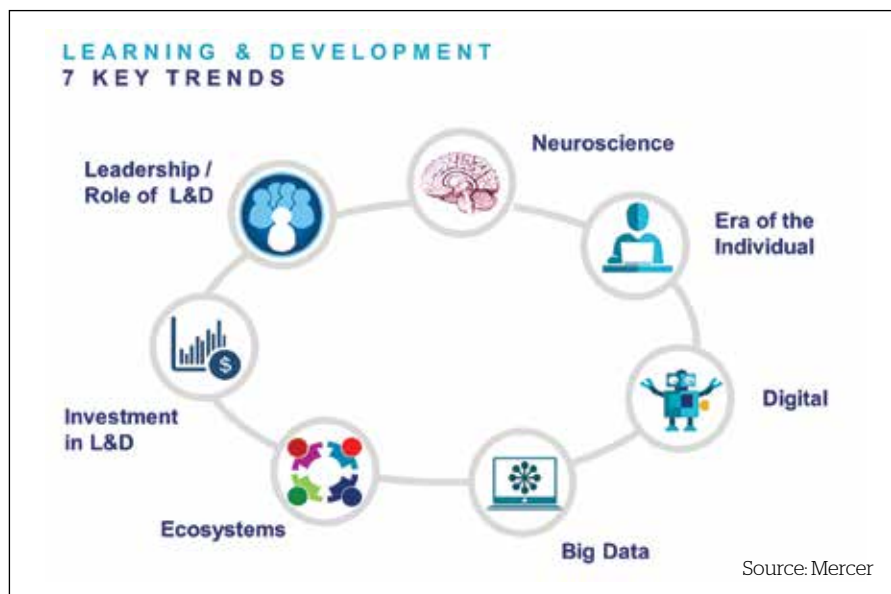 LEARNING & DEVELOPMENT
7 KEY TRENDS
Neuroscience
Leadership /
Role of L&D
Era of the
Individual
$
Digital
Investment
in L&D
Ecosystems
Big Data
Source: Mercer